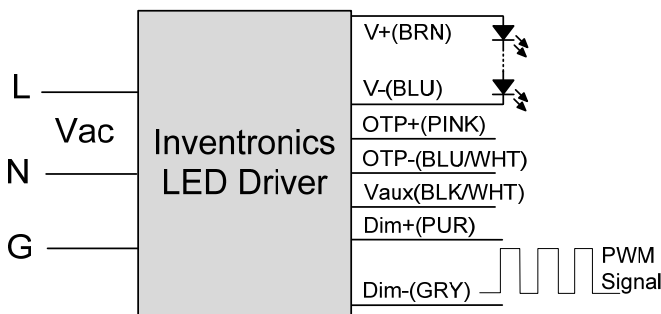 L
Vac
N
G
Inventronics
LED Driver
V+(BRN)
V-(BLU)
OTP+(PINK)
OTP-(BLU/WHT)
Vaux(BLK/WHT)
Dim+(PUR)
Dim-(GRY)
PWM
Signal